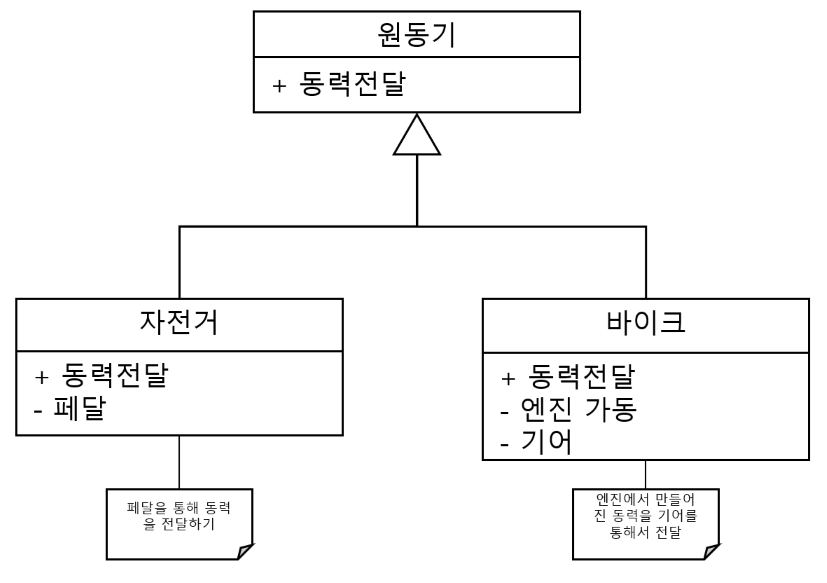 원동기
+ 동력전달
자전거
+ 동력전달
- 페달
페달을 통해 동력
을 전달하기
바이크
+ 동력전달
- 엔진 가동
- 기어
엔진에서 만들어
진 동력을 기어를
통해서 전달